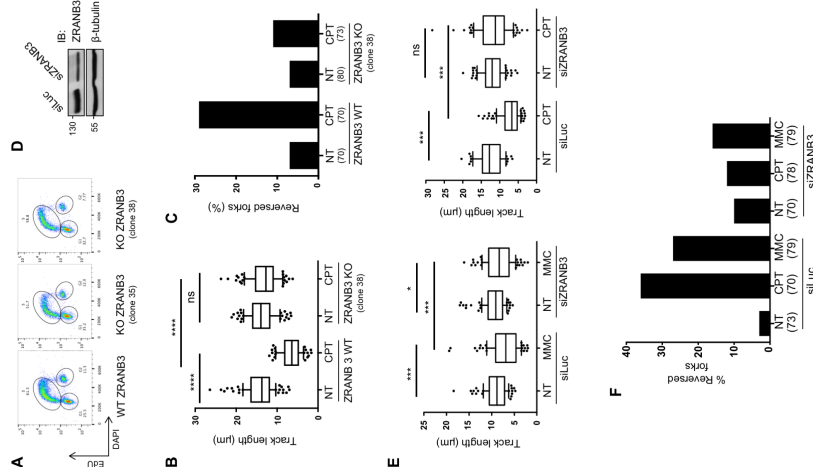 A
EdU
DAPI
WT ZRANB3
KO ZRANB3
(clone 35)
KO ZRANB3
(clone 38)
D
siLuc
siZRANB3
IB:
130
ZRANB3
55
β-tubulin
B
Track length (µm)
30
20
10
0
****
****
ns
NT
CPT
NT
CPT
ZRANB 3 WT
ZRANB3 KO
(clone 38)
C
Reversed forks (%)
30
20
10
0
NT
CPT
NT
CPT
(70)
(70)
(80)
(73)
ZRANB3 WT
ZRANB3 KO
(clone 38)
E
Track length (µm)
25
20
15
10
5
0
***
***
*
NT
MMC
NT
MMC
siLuc
siZRANB3
Track length (µm)
30
25
20
15
10
5
0
***
***
ns
NT
CPT
NT
CPT
siLuc
siZRANB3
F
% Reversed
forks
40
30
20
10
0
NT
CPT
MMC
NT
CPT
MMC
(73)
(70)
(79)
(70)
(78)
(79)
siLuc
siZRANB3